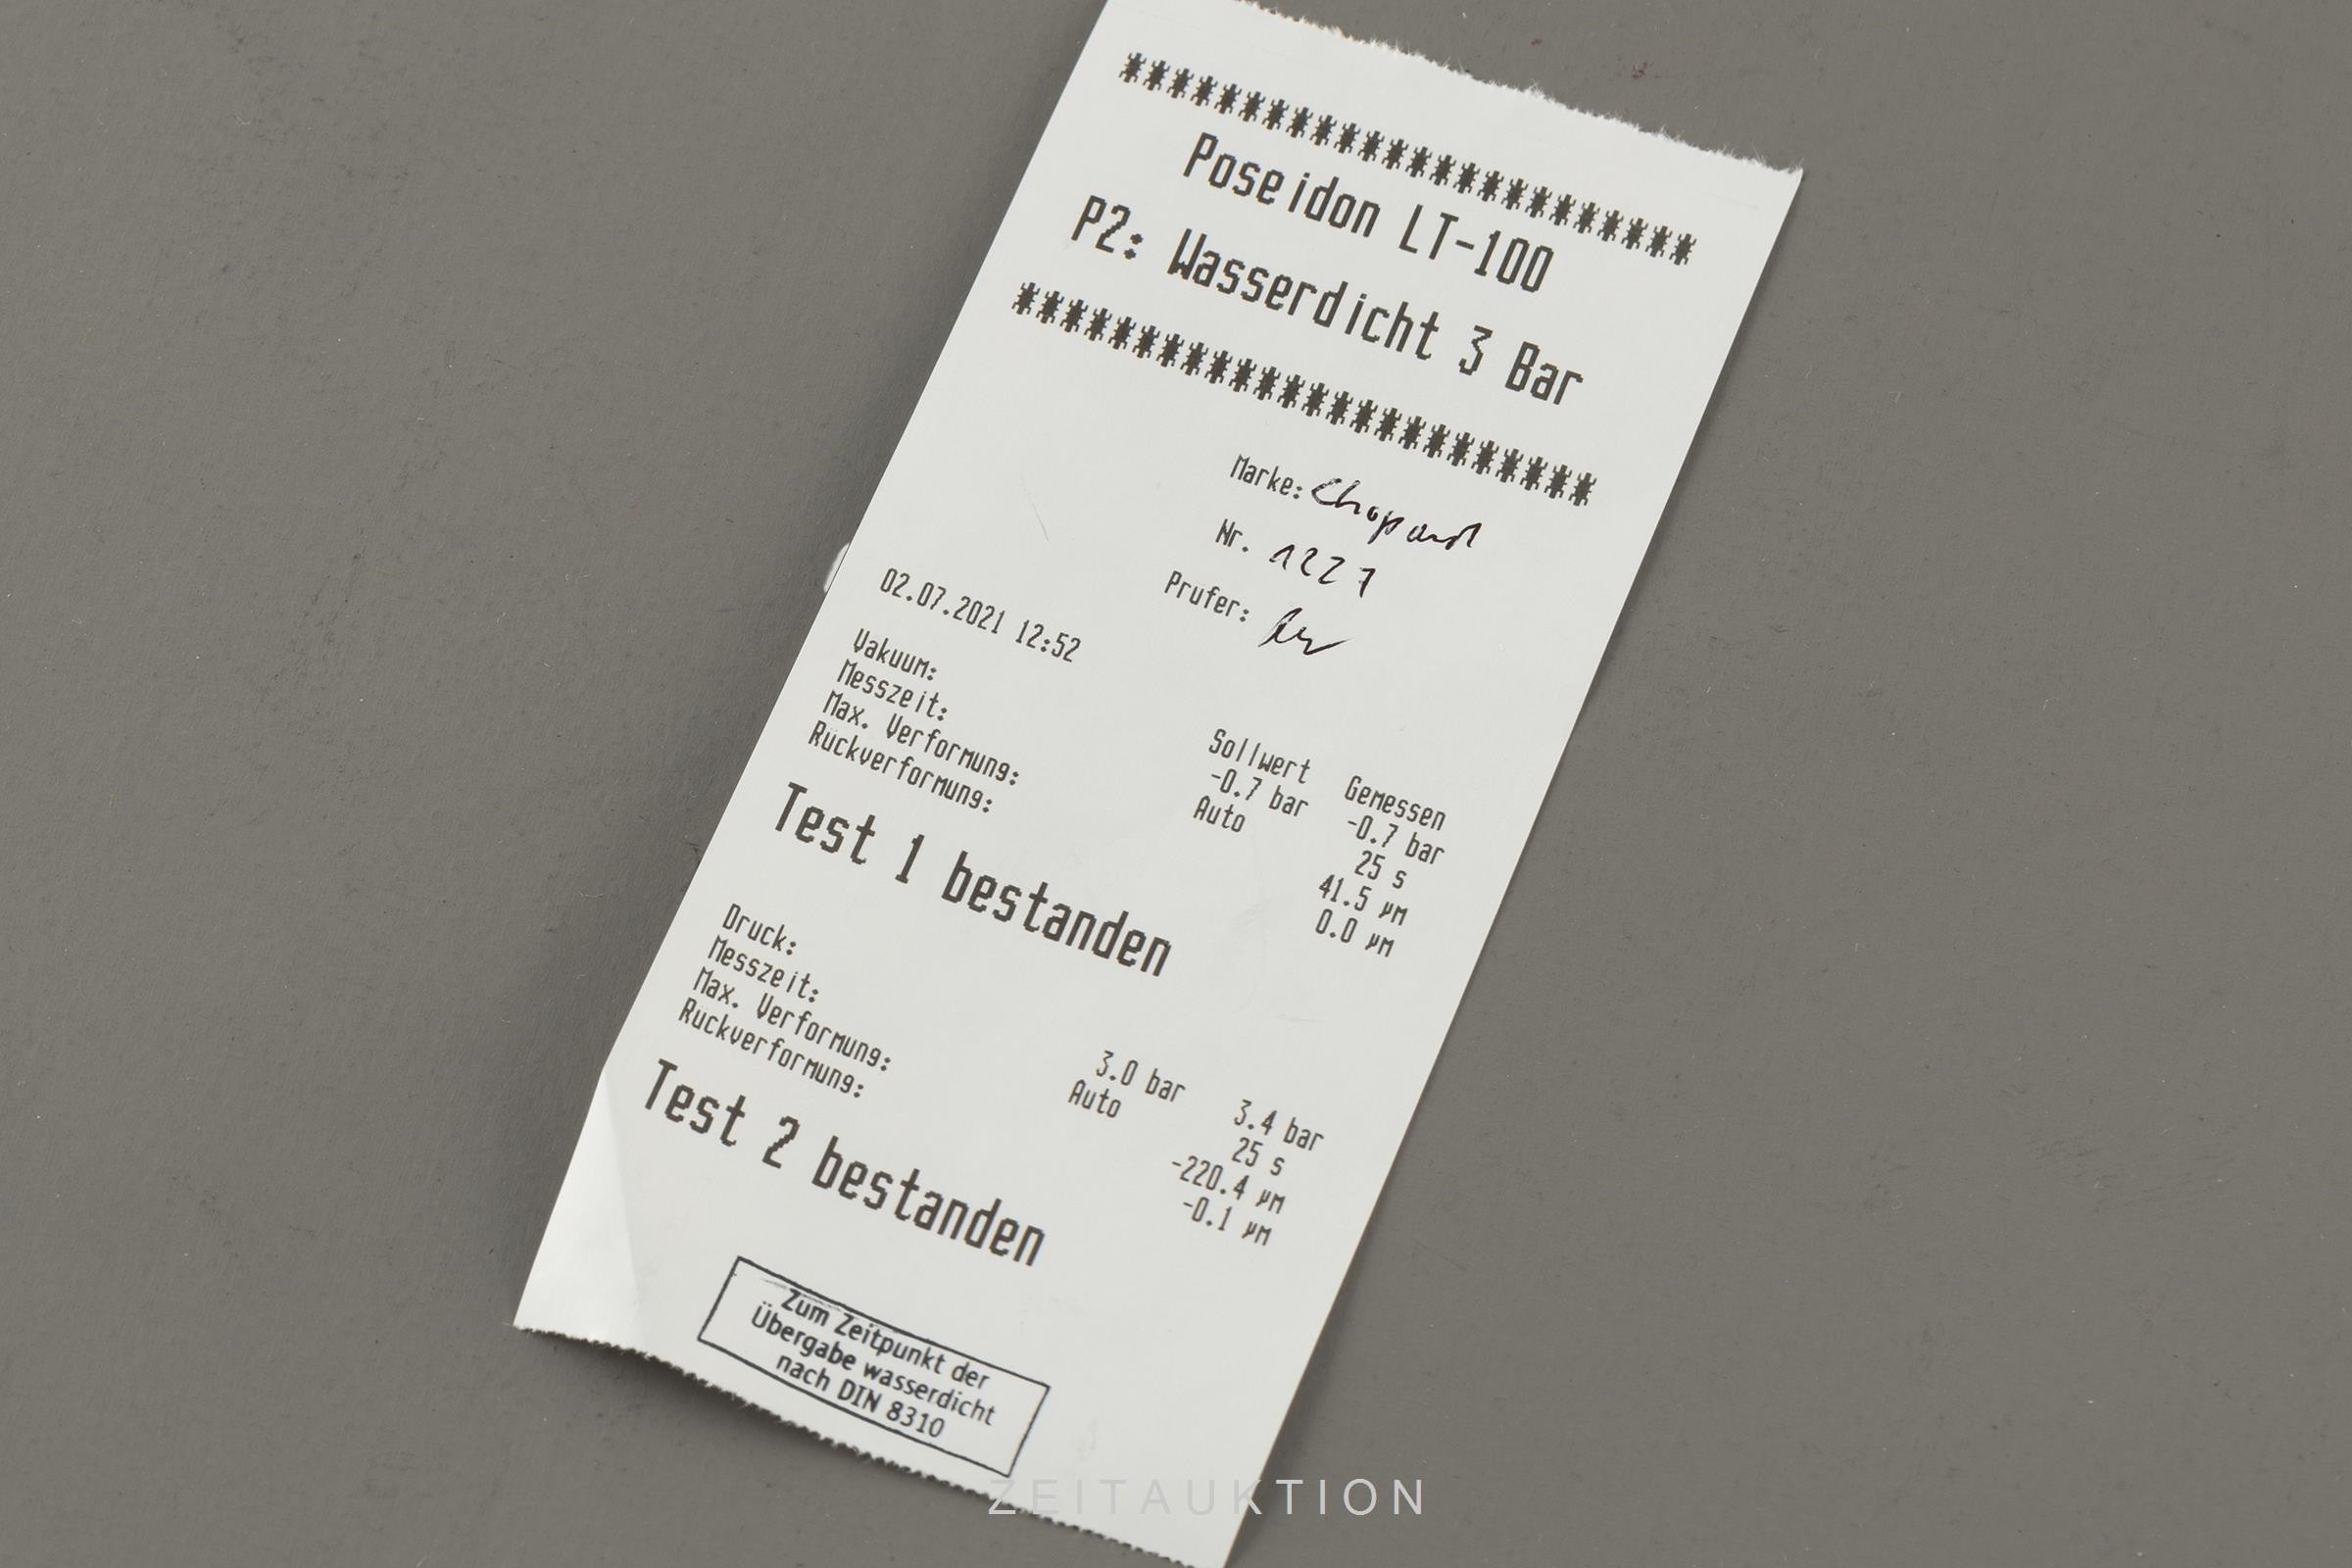 ************************
Poseidon LT-100
P2: Wasserdicht 3 Bar
************************
Marke: Chopard
Nr. 1227
Prüfer:
02.07.2021 12:52
Sollwert Gemessen
Vakuum: -0.7 bar -0.7 bar
Messzeit: Auto 25 s
Max. Verformung: 41.5 µm
Rückverformung: 0.0 µm
Test 1 bestanden
Druck: 3.0 bar 3.4 bar
Messzeit: Auto 25 s
Max. Verformung: -220.4 µm
Rückverformung: -0.1 µm
Test 2 bestanden
Zum Zeitpunkt der
Übergabe wasserdicht
nach DIN 8310
ZEITAUKTION